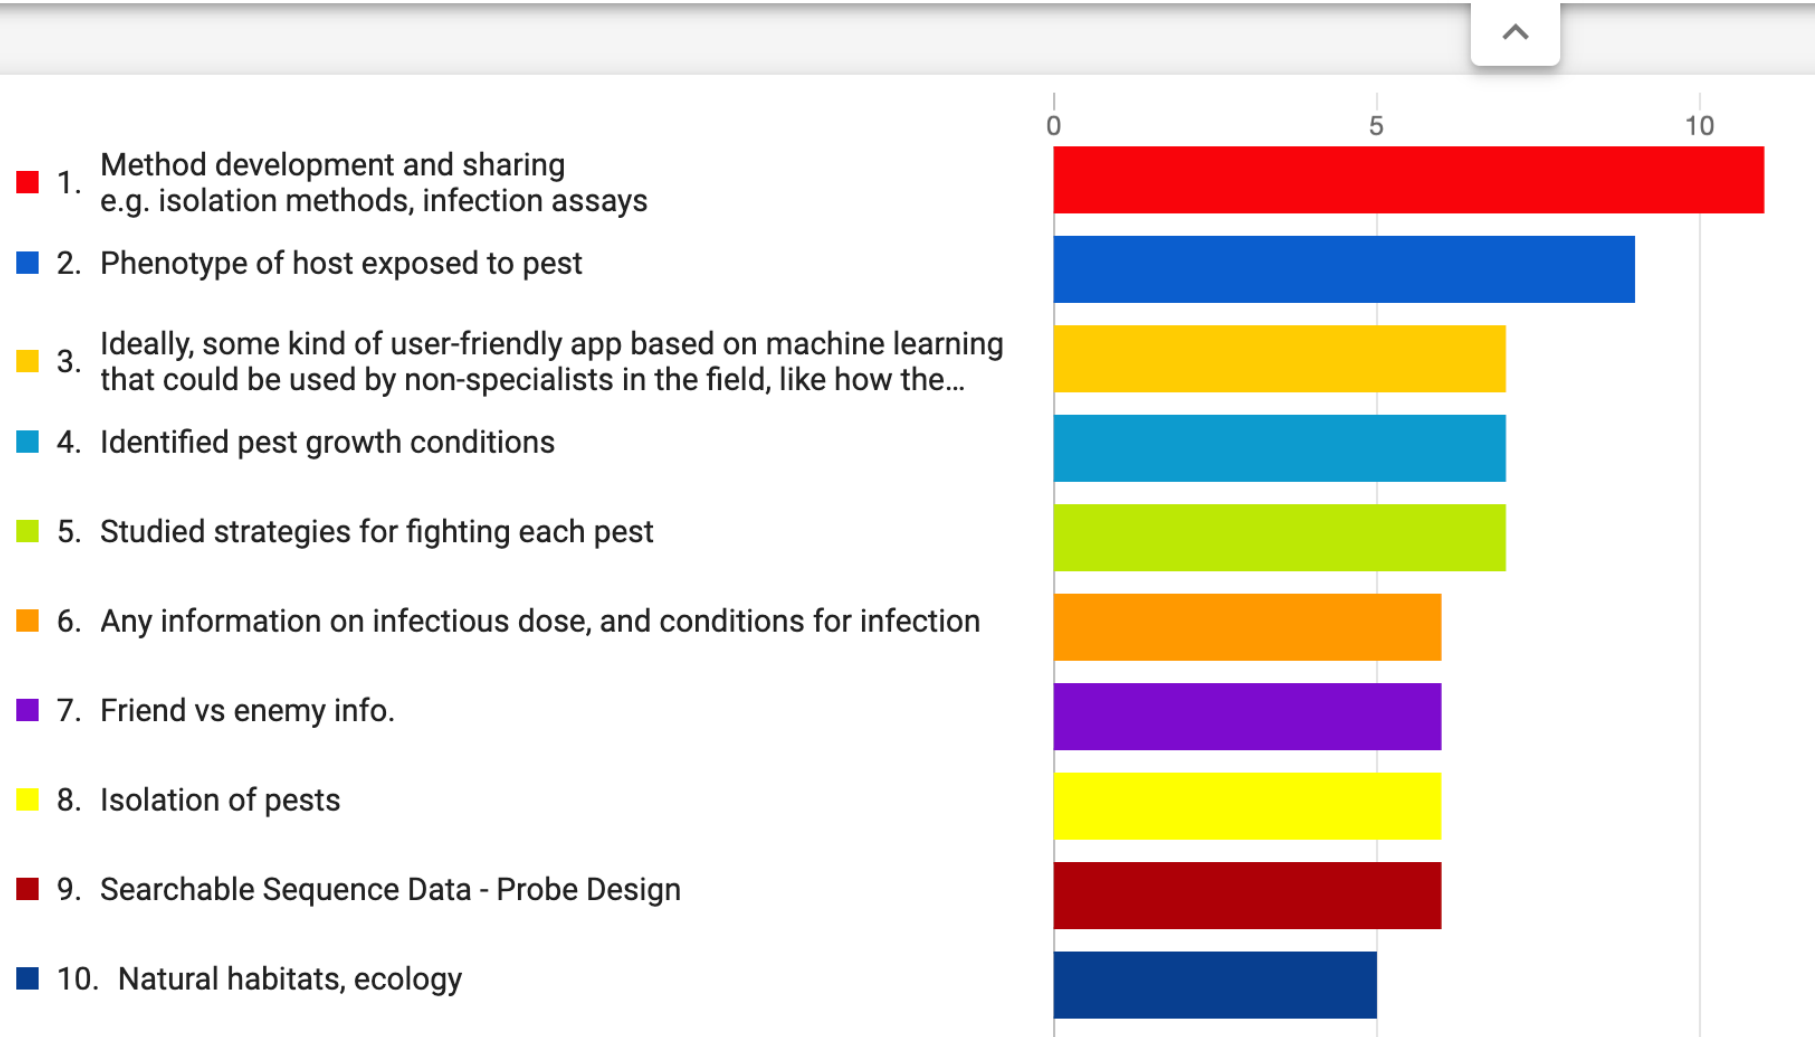 0 5 10
1. Method development and sharing
e.g. isolation methods, infection assays
2. Phenotype of host exposed to pest
3. Ideally, some kind of user-friendly app based on machine learning
that could be used by non-specialists in the field, like how the...
4. Identified pest growth conditions
5. Studied strategies for fighting each pest
6. Any information on infectious dose, and conditions for infection
7. Friend vs enemy info.
8. Isolation of pests
9. Searchable Sequence Data - Probe Design
10. Natural habitats, ecology